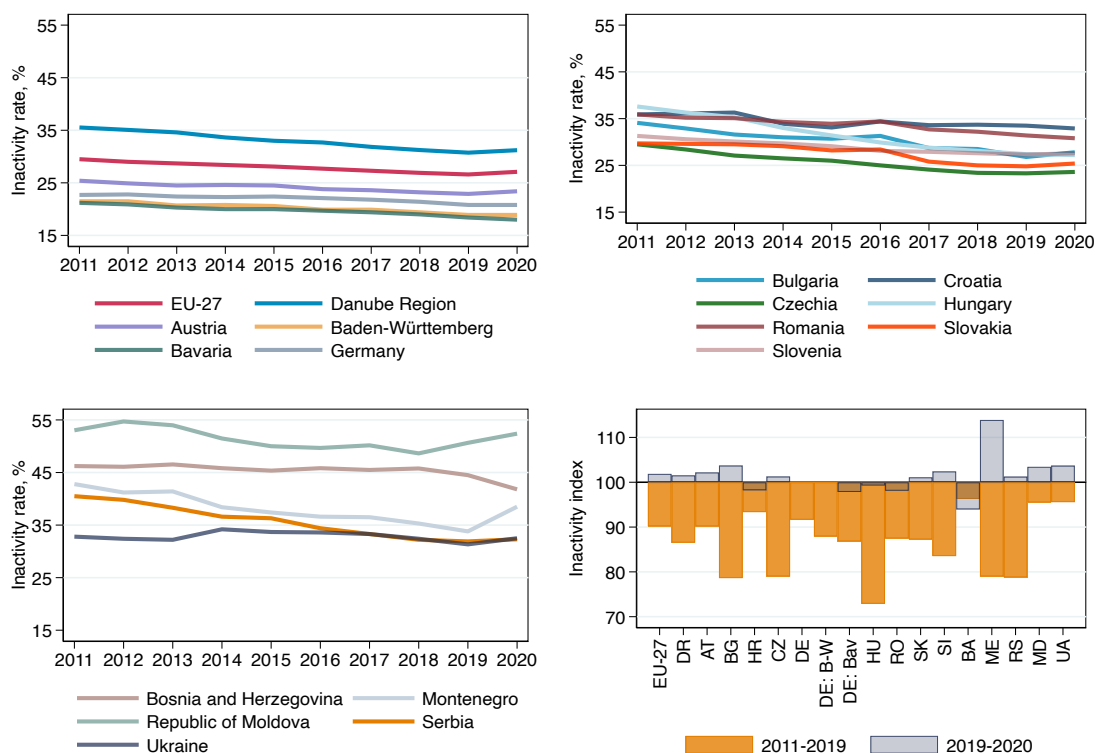 Inactivity rate, %
55
45
35
25
15
2011 2012 2013 2014 2015 2016 2017 2018 2019 2020
EU-27 Danube Region
Austria Baden-Württemberg
Bavaria Germany
Inactivity rate, %
55
45
35
25
15
2011 2012 2013 2014 2015 2016 2017 2018 2019 2020
Bulgaria Croatia
Czechia Hungary
Romania Slovakia
Slovenia
Inactivity rate, %
55
45
35
25
15
2011 2012 2013 2014 2015 2016 2017 2018 2019 2020
Bosnia and Herzegovina Montenegro
Republic of Moldova Serbia
Ukraine
Inactivity index
110
100
90
80
70
EU-27 DR AT BG HR CZ DE DE: B-W DE: Bav HU RO SK SI BA ME RS MD UA
2011-2019 2019-2020